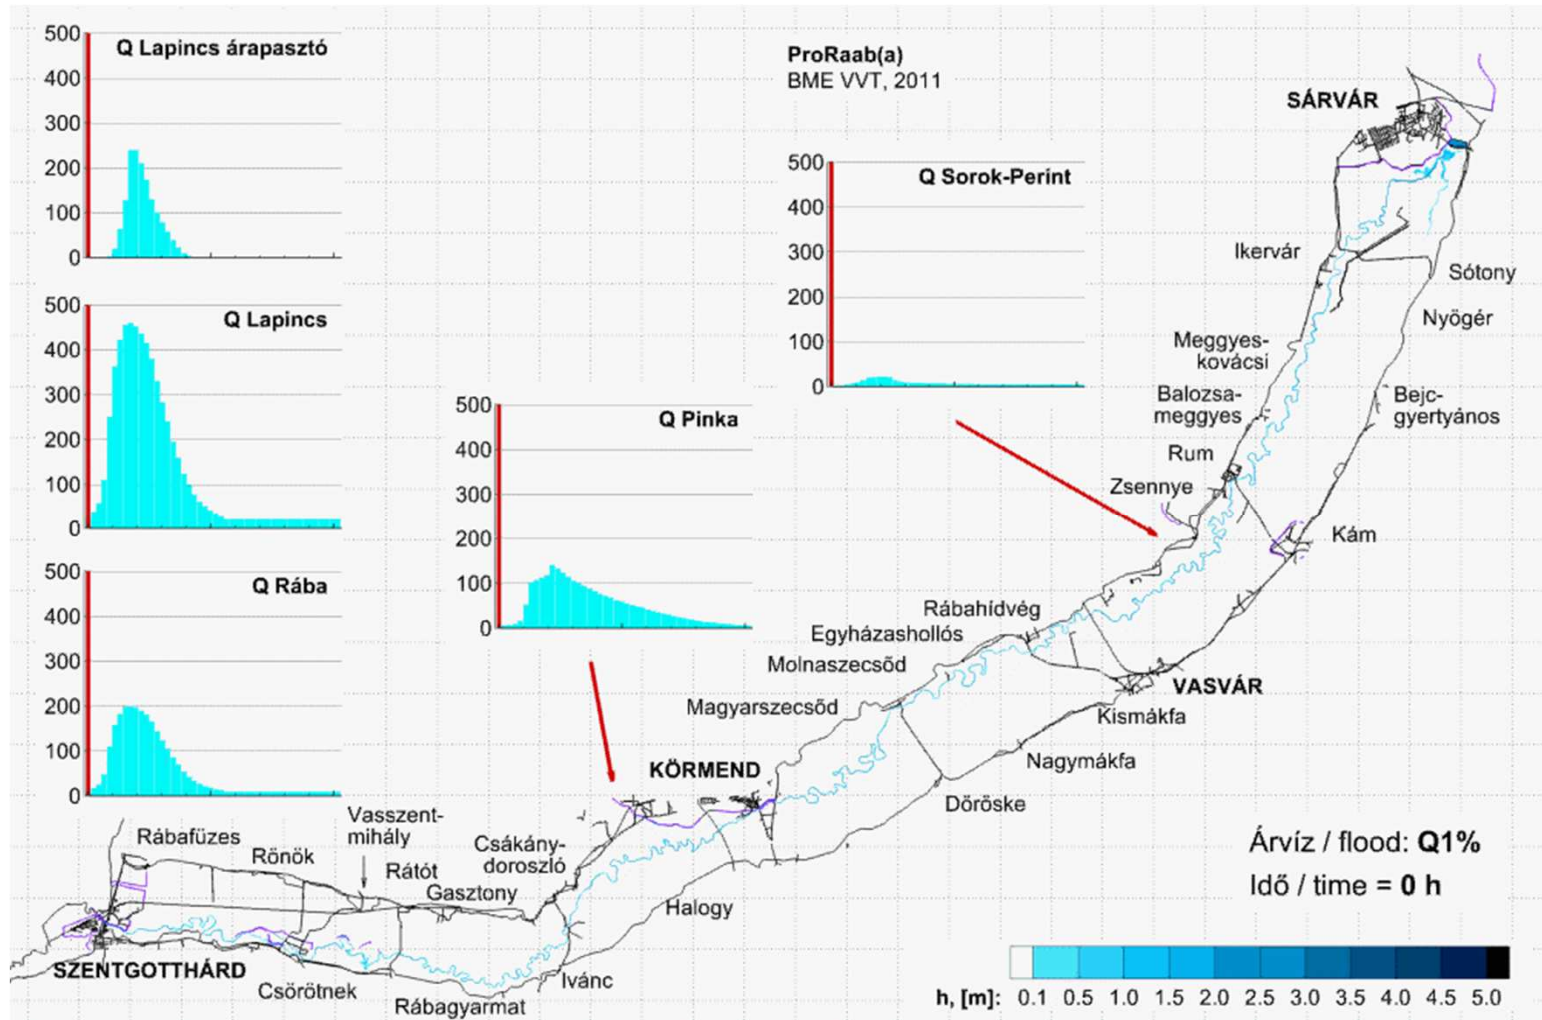 500
Q Lapincs árapasztó
400
300
200
100
0
500
Q Lapincs
400
300
200
100
0
500
Q Rába
400
300
200
100
0
500
Q Pinka
400
300
200
100
0
ProRaab(a)
BME VVT, 2011
500
Q Sorok-Perint
400
300
200
100
0
SÁRVÁR
Ikervár
Sótony
Nyögér
Meggyes-
kovácsi
Balozsa-
meggyes
Bejc-
gyertyános
Rum
Zsennye
Kám
Rábahídvég
Egyházashollós
Molnaszecsőd
VASVÁR
Magyarszecsőd
Kismákfa
Nagymákfa
KÖRMEND
Döröske
Vasszent-
mihály
Rábafüzes
Rönök
Rátót
Csákány-
doroszló
Gasztony
Halogy
SZENTGOTTHÁRD
Csörötnek
Ivánc
Rábagyarmat
Árvíz / flood: Q1%
Idő / time = 0 h
h, [m]: 0.1 0.5 1.0 1.5 2.0 2.5 3.0 3.5 4.0 4.5 5.0